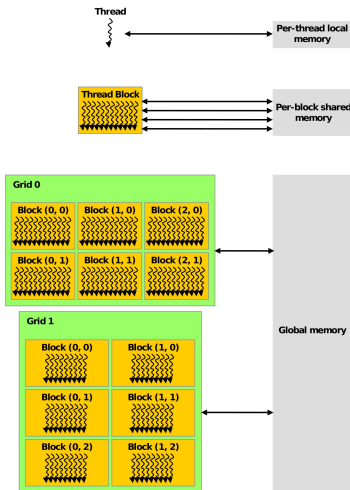 Thread
Per-thread local
memory
Thread Block
Per-block shared
memory
Grid 0
Block (0, 0) Block (1, 0) Block (2, 0)
Block (0, 1) Block (1, 1) Block (2, 1)
Grid 1
Global memory
Block (0, 0) Block (1, 0)
Block (0, 1) Block (1, 1)
Block (0, 2) Block (1, 2)